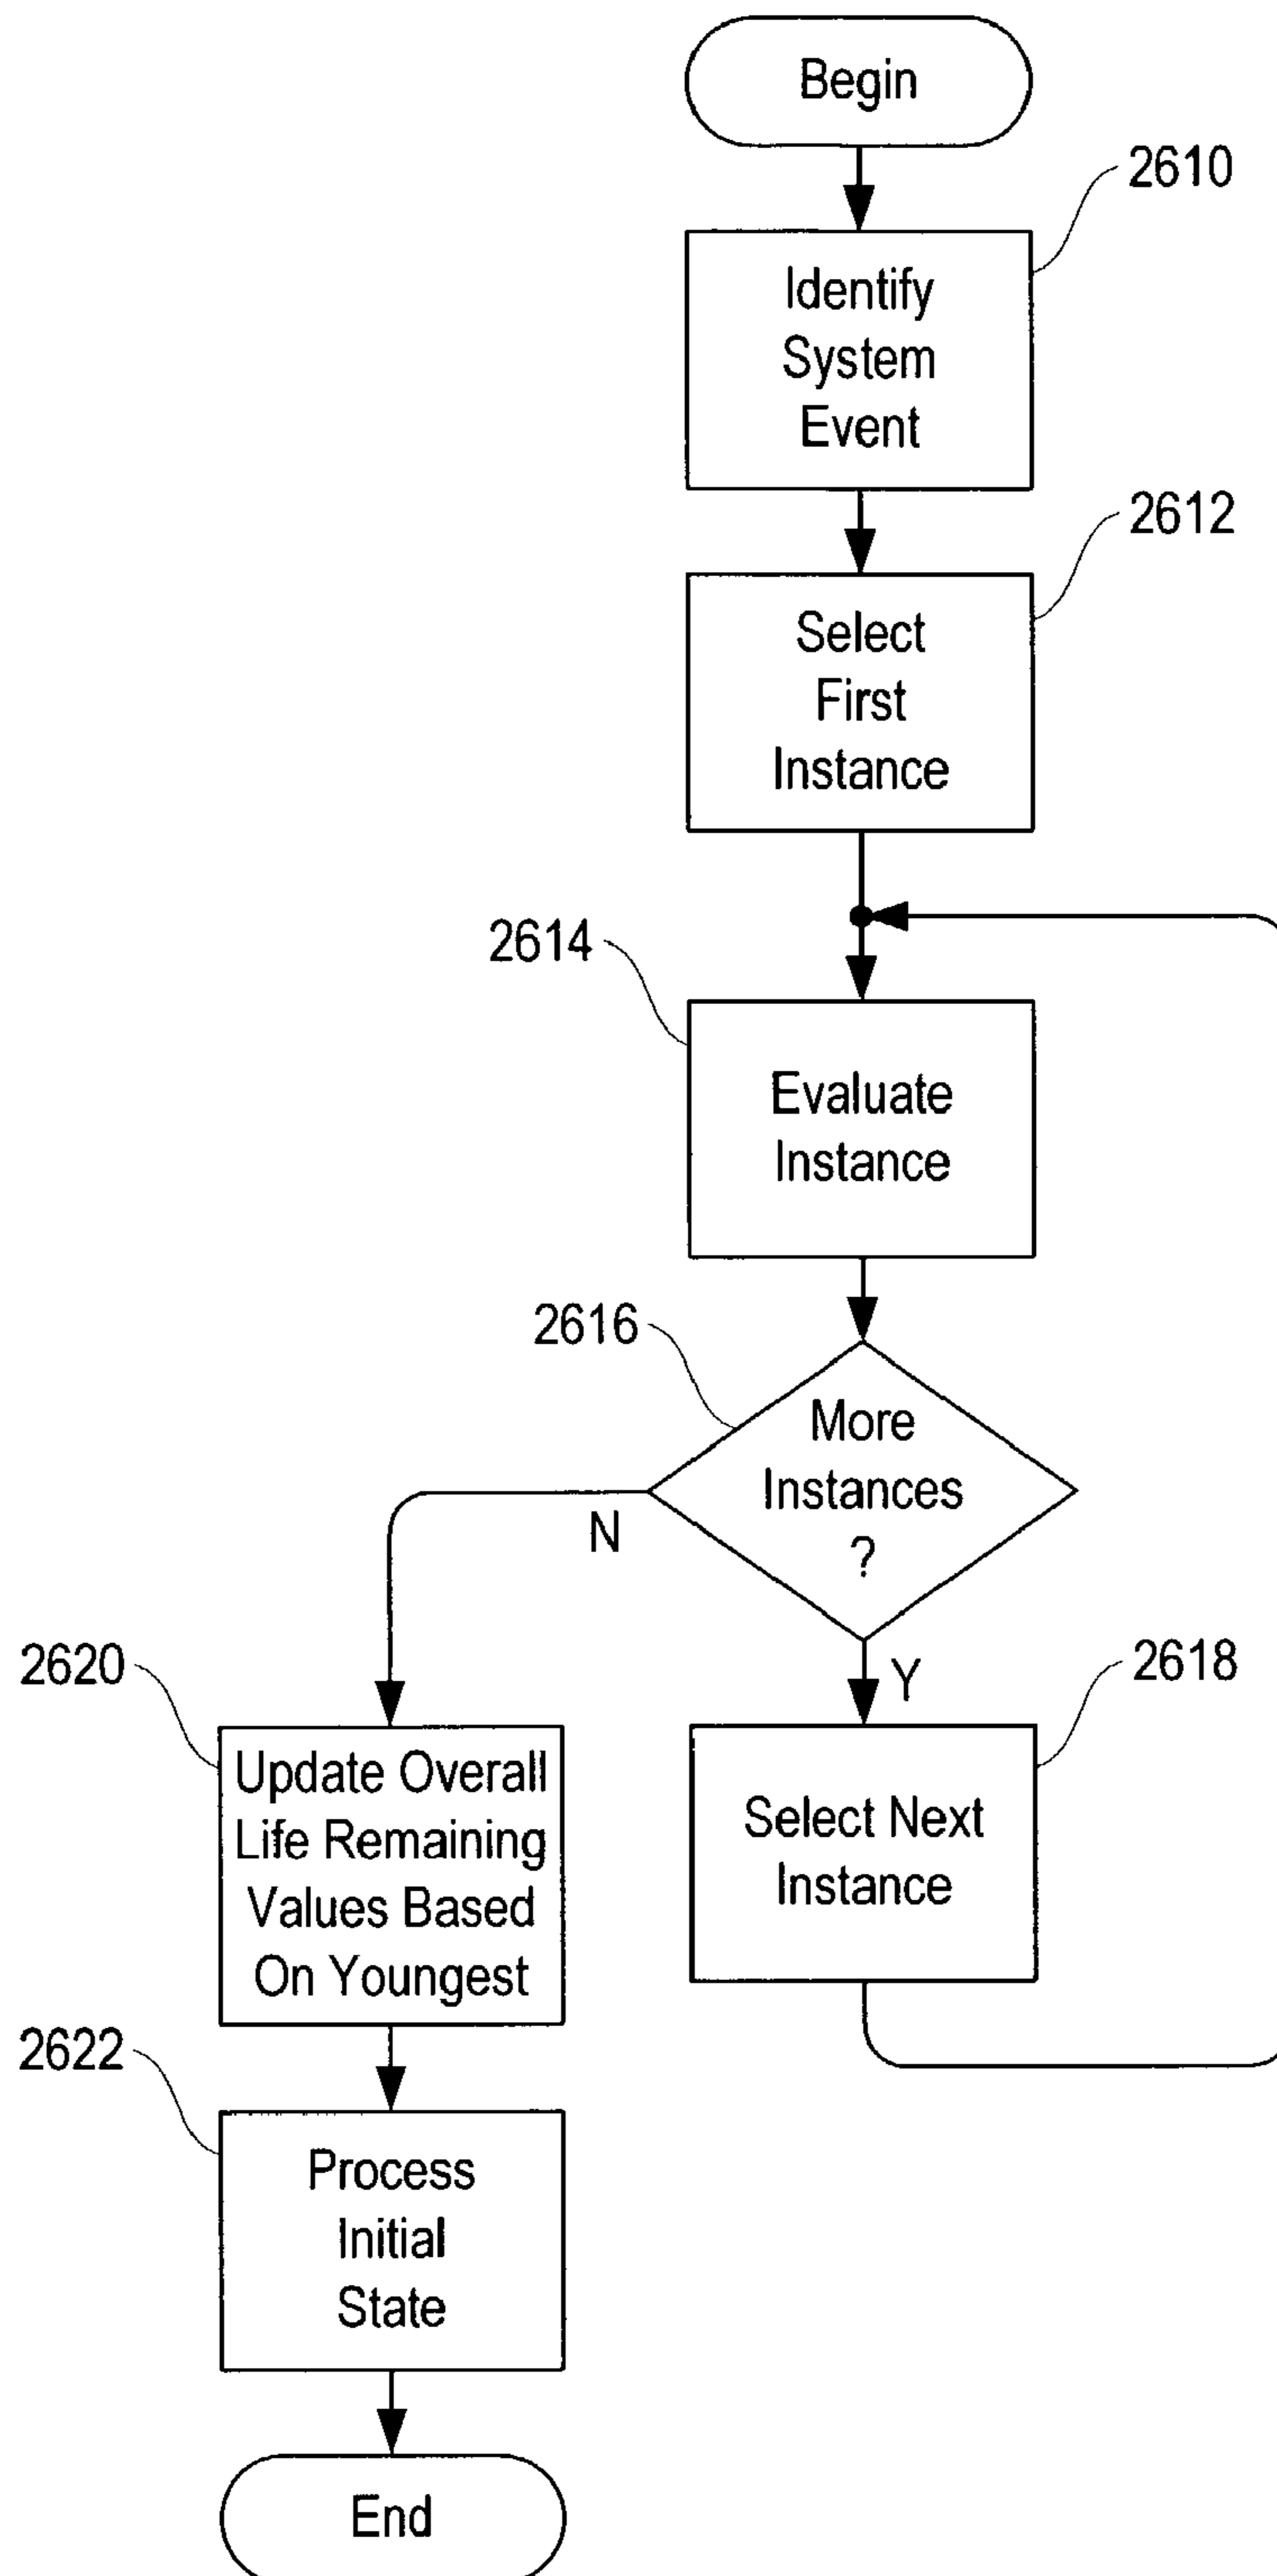 Begin
2610
Identify
System
Event
2612
Select
First
Instance
2614
Evaluate
Instance
2616
More
Instances
?
N
Y
2620
Update Overall
Life Remaining
Values Based
On Youngest
2618
Select Next
Instance
2622
Process
Initial
State
End